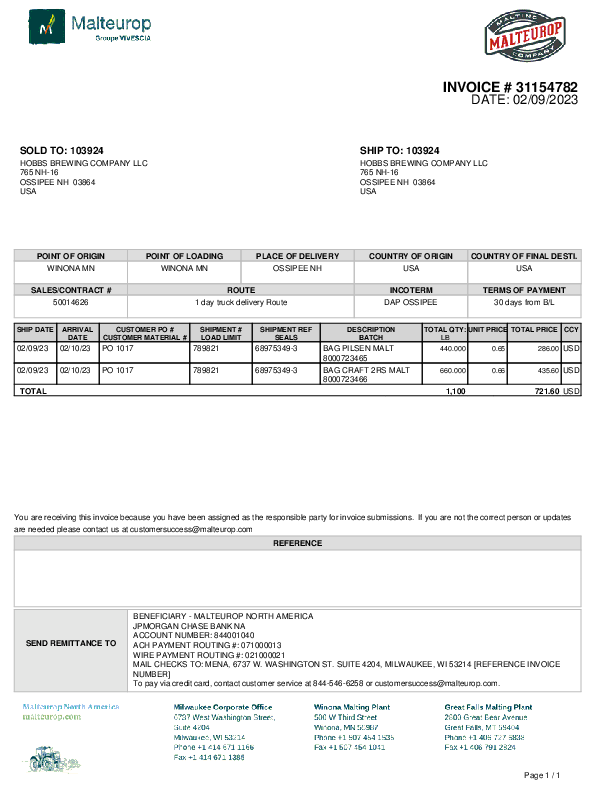 Malteurop
Groupe VIVESCIA
MALTING
MALTEUROP
COMPANY
INVOICE # 31154782
DATE: 02/09/2023
SOLD TO: 103924
HOBBS BREWING COMPANY LLC
765 NH-16
OSSIPEE NH 03864
USA
SHIP TO: 103924
HOBBS BREWING COMPANY LLC
765 NH-16
OSSIPEE NH 03864
USA
POINT OF ORIGIN POINT OF LOADING PLACE OF DELIVERY COUNTRY OF ORIGIN COUNTRY OF FINAL DESTI.
WINONA MN WINONA MN OSSIPEE NH USA USA
SALES/CONTRACT # ROUTE INCOTERM TERMS OF PAYMENT
50014626 1 day truck delivery Route DAP OSSIPEE 30 days from B/L
SHIP DATE ARRIVAL CUSTOMER PO # SHIPMENT # SHIPMENT REF DESCRIPTION TOTAL QTY: UNIT PRICE TOTAL PRICE CCY
DATE CUSTOMER MATERIAL # LOAD LIMIT SEALS BATCH LB
02/09/23 02/10/23 PO 1017 789821 68975349-3 BAG PILSEN MALT 440.000 0.65 286.00 USD
8000723465
02/09/23 02/10/23 PO 1017 789821 68975349-3 BAG CRAFT 2RS MALT 660.000 0.66 435.60 USD
8000723466
TOTAL 1,100 721.60 USD
You are receiving this invoice because you have been assigned as the responsible party for invoice submissions. If you are not the correct person or updates
are needed please contact us at customersuccess@malteurop.com
REFERENCE
SEND REMITTANCE TO
BENEFICIARY - MALTEUROP NORTH AMERICA
JPMORGAN CHASE BANK NA
ACCOUNT NUMBER: 844001040
ACH PAYMENT ROUTING #: 071000013
WIRE PAYMENT ROUTING #: 021000021
MAIL CHECKS TO: MENA, 6737 W. WASHINGTON ST. SUITE 4204, MILWAUKEE, WI 53214 [REFERENCE INVOICE
NUMBER]
To pay via credit card, contact customer service at 844-546-6258 or customersuccess@malteurop.com.
Malteurop North America
malteurop.com
Milwaukee Corporate Office
6737 West Washington Street,
Suite 4204
Milwaukee, WI 53214
Phone +1 414 671 1166
Fax +1 414 671 1385
Winona Malting Plant
500 W Third Street
Winona, MN 55987
Phone +1 507 454 1535
Fax +1 507 454 1041
Great Falls Malting Plant
2800 Great Bear Avenue
Great Falls, MT 59404
Phone +1 406 727 6838
Fax +1 406 791 2824
Page 1 / 1